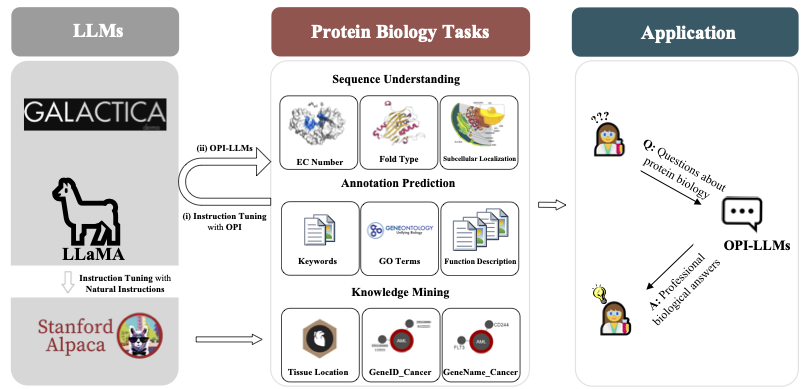 LLMs
Protein Biology Tasks
Application
GALACTICA
LLaMA
Instruction Tuning with
Natural Instructions
Stanford
Alpaca
(ii) OPI-LLMs
(i) Instruction Tuning
with OPI
Sequence Understanding
EC Number
Fold Type
Subcellular Localization
Annotation Prediction
GENEONTOLOGY
Unifying Biology
Keywords
GO Terms
Function Description
Knowledge Mining
AML
AML
CD244
FLT3
Tissue Location
GeneID_Cancer
GeneName_Cancer
???
Q: Questions about
protein biology
OPI-LLMs
A: Professional
biological answers